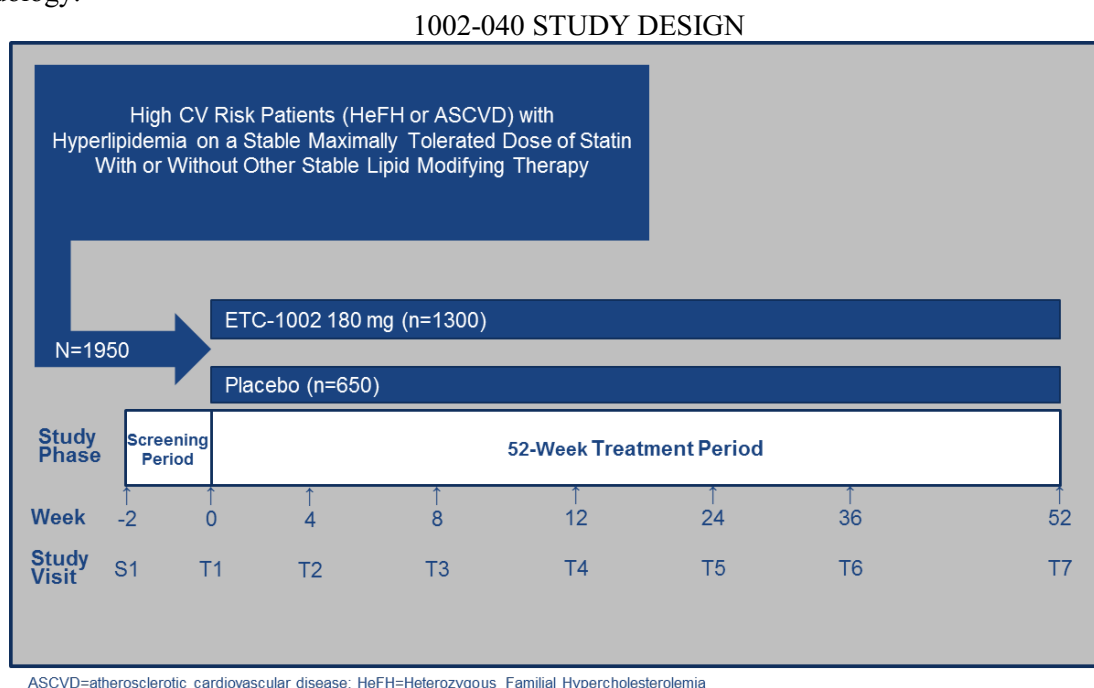 1002-040 STUDY DESIGN
High CV Risk Patients (HeFH or ASCVD) with
Hyperlipidemia on a Stable Maximally Tolerated Dose of Statin
With or Without Other Stable Lipid Modifying Therapy
ETC-1002 180 mg (n=1300)
N=1950
Placebo (n=650)
Study
Phase
Screening
Period
52-Week Treatment Period
Week -2 0 4 8 12 24 36 52
Study
Visit S1 T1 T2 T3 T4 T5 T6 T7
ASCVD=atherosclerotic cardiovascular disease; HeFH=Heterozygous Familial Hypercholesterolemia